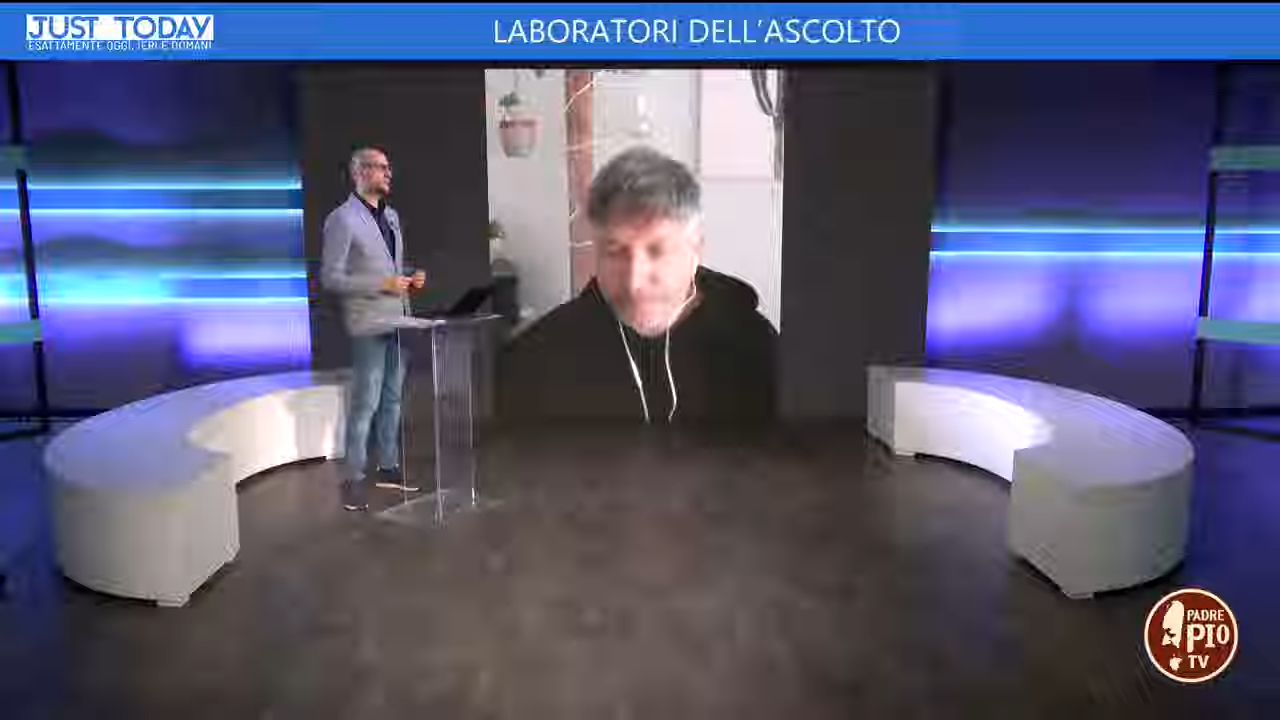 JUST TODAY
ESATTAMENTE OGGI, IERI E DOMANI
LABORATORI DELL'ASCOLTO
PADRE
PIO
TV